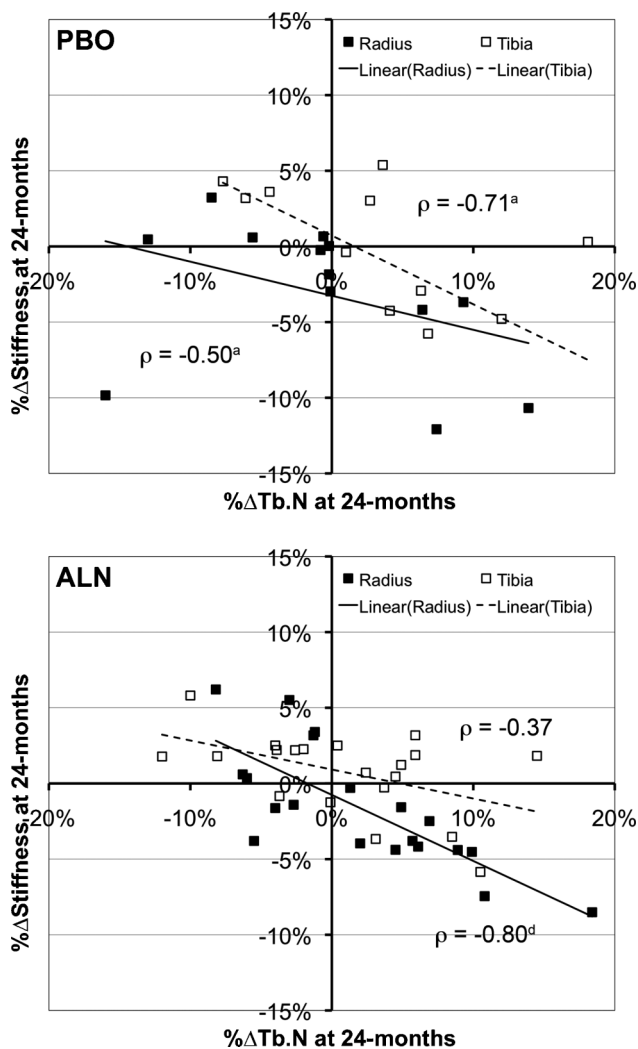 PBO
15%
Radius
Tibia
Linear(Radius)
Linear(Tibia)
10%
5%
ρ = -0.71ª
0%
20%
-10%
0%
10%
20%
-5%
ρ = -0.50ª
-10%
-15%
%ΔStiffness at 24-months
%ΔTb.N at 24-months
ALN
15%
Radius
Tibia
Linear(Radius)
Linear(Tibia)
10%
5%
ρ = -0.37
0%
20%
-10%
0%
10%
20%
-5%
-10%
ρ = -0.80ᵈ
-15%
%ΔStiffness at 24-months
%ΔTb.N at 24-months